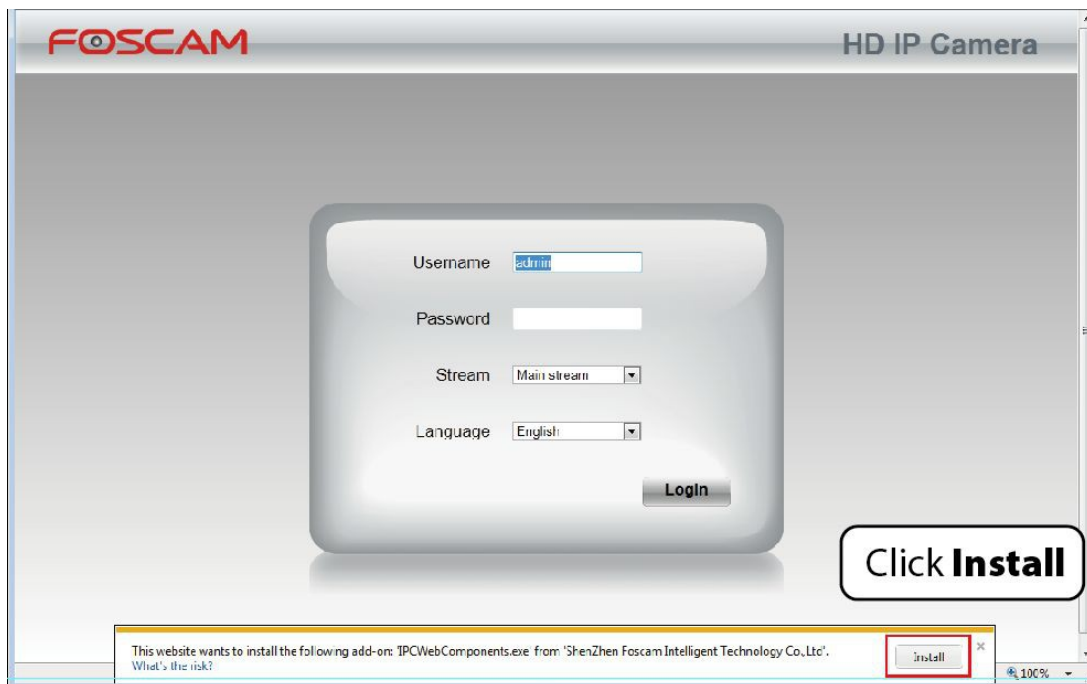 FOSCAM
HD IP Camera
Username admin
Password
Stream Main stream
Language English
Login
Click Install
This website wants to install the following add-on: 'IPCWebComponents.exe' from 'ShenZhen Foscam Intelligent Technology Co,.Ltd'.
What's the risk?
Install
100%